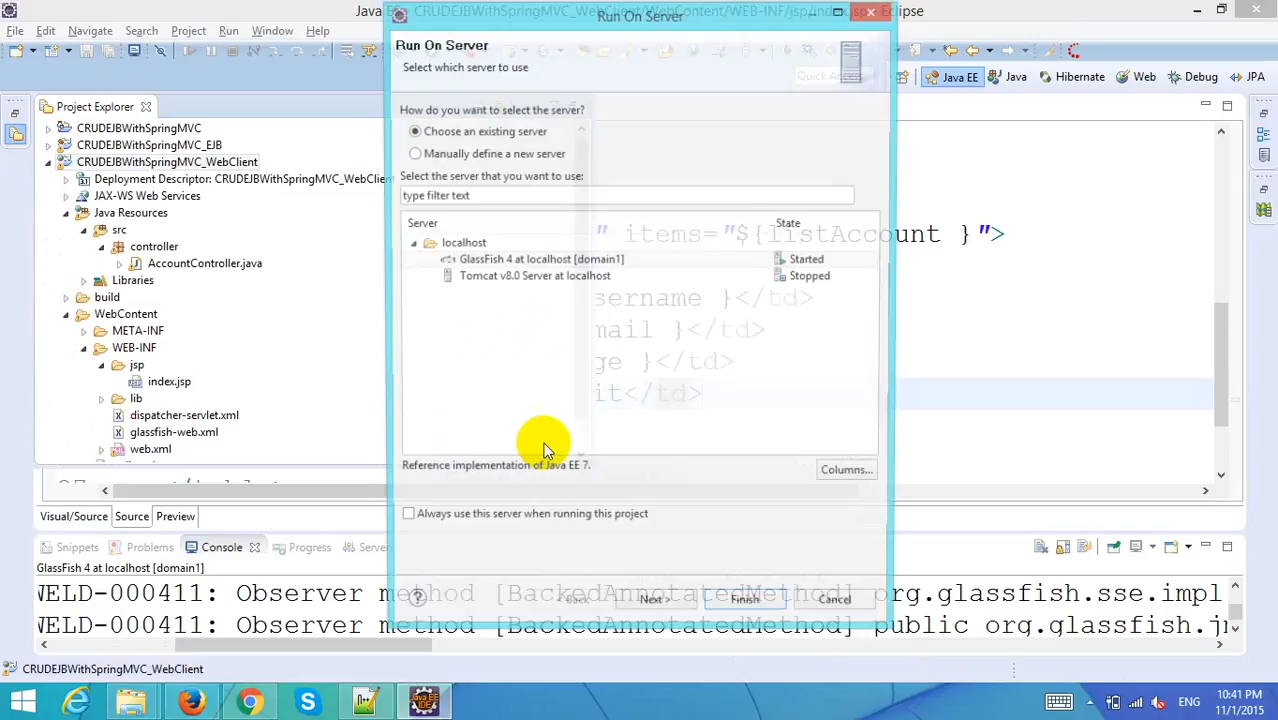 Java EE - CRUDEJBWithSpringMVC_WebClient/WebContent/WEB-INF/jsp/index.jsp - Eclipse
Run On Server
File Edit Navigate Search Project Run Window Help
Run On Server
Select which server to use
Quick Access
Java EE Java Hibernate Web Debug JPA
Project Explorer
CRUDEJBWithSpringMVC
CRUDEJBWithSpringMVC_EJB
CRUDEJBWithSpringMVC_WebClient
Deployment Descriptor: CRUDEJBWithSpringMVC_WebClient
JAX-WS Web Services
Java Resources
src
controller
AccountController.java
Libraries
build
WebContent
META-INF
WEB-INF
jsp
index.jsp
lib
dispatcher-servlet.xml
glassfish-web.xml
web.xml
How do you want to select the server?
Choose an existing server
Manually define a new server
Select the server that you want to use:
type filter text
Server State
localhost
GlassFish 4 at localhost [domain1] Started
Tomcat v8.0 Server at localhost Stopped
" items="${listAccount }">
sername }</td>
mail }</td>
ge }</td>
it</td>
Reference implementation of Java EE 7.
Columns...
Always use this server when running this project
Back Next > Finish Cancel
Visual/Source Source Preview
Snippets Problems Console Progress Server
GlassFish 4 at localhost [domain1]
WELD-000411: Observer method [BackedAnnotatedMethod] org.glassfish.sse.impl
WELD-000411: Observer method [BackedAnnotatedMethod] public org.glassfish.jm
CRUDEJBWithSpringMVC_WebClient
ENG
10:41 PM
11/1/2015